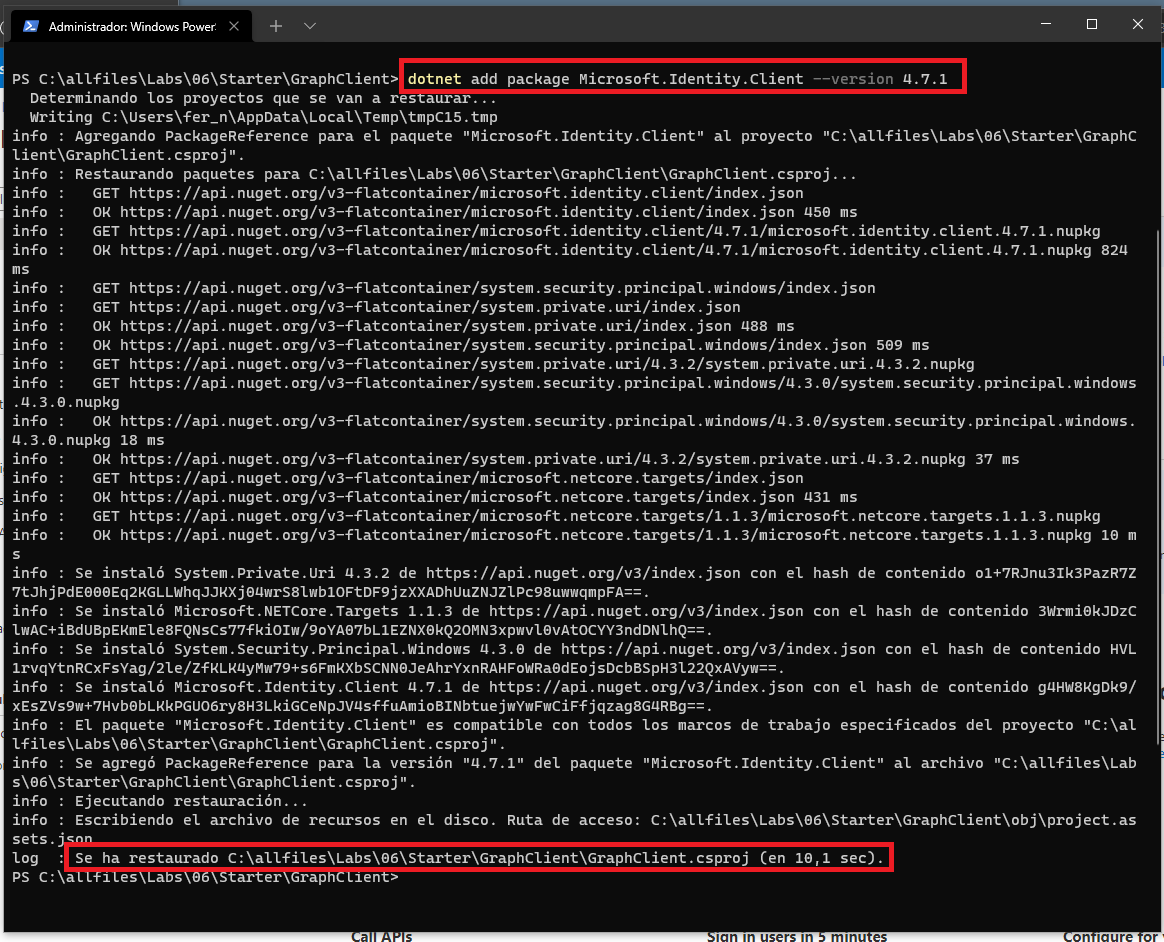 Administrador: Windows Power
PS C:\allfiles\Labs\06\Starter\GraphClient> dotnet add package Microsoft.Identity.Client --version 4.7.1
  Determinando los proyectos que se van a restaurar...
  Writing C:\Users\fer_n\AppData\Local\Temp\tmpC15.tmp
info : Agregando PackageReference para el paquete "Microsoft.Identity.Client" al proyecto "C:\allfiles\Labs\06\Starter\GraphC
lient\GraphClient.csproj".
info : Restaurando paquetes para C:\allfiles\Labs\06\Starter\GraphClient\GraphClient.csproj...
info :   GET https://api.nuget.org/v3-flatcontainer/microsoft.identity.client/index.json
info :   OK https://api.nuget.org/v3-flatcontainer/microsoft.identity.client/index.json 450 ms
info :   GET https://api.nuget.org/v3-flatcontainer/microsoft.identity.client/4.7.1/microsoft.identity.client.4.7.1.nupkg
info :   OK https://api.nuget.org/v3-flatcontainer/microsoft.identity.client/4.7.1/microsoft.identity.client.4.7.1.nupkg 824
ms
info :   GET https://api.nuget.org/v3-flatcontainer/system.security.principal.windows/index.json
info :   GET https://api.nuget.org/v3-flatcontainer/system.private.uri/index.json
info :   OK https://api.nuget.org/v3-flatcontainer/system.private.uri/index.json 488 ms
info :   OK https://api.nuget.org/v3-flatcontainer/system.security.principal.windows/index.json 509 ms
info :   GET https://api.nuget.org/v3-flatcontainer/system.private.uri/4.3.2/system.private.uri.4.3.2.nupkg
info :   GET https://api.nuget.org/v3-flatcontainer/system.security.principal.windows/4.3.0/system.security.principal.windows
.4.3.0.nupkg
info :   OK https://api.nuget.org/v3-flatcontainer/system.security.principal.windows/4.3.0/system.security.principal.windows.
4.3.0.nupkg 18 ms
info :   OK https://api.nuget.org/v3-flatcontainer/system.private.uri/4.3.2/system.private.uri.4.3.2.nupkg 37 ms
info :   GET https://api.nuget.org/v3-flatcontainer/microsoft.netcore.targets/index.json
info :   OK https://api.nuget.org/v3-flatcontainer/microsoft.netcore.targets/index.json 431 ms
info :   GET https://api.nuget.org/v3-flatcontainer/microsoft.netcore.targets/1.1.3/microsoft.netcore.targets.1.1.3.nupkg
info :   OK https://api.nuget.org/v3-flatcontainer/microsoft.netcore.targets/1.1.3/microsoft.netcore.targets.1.1.3.nupkg 10 m
s
info : Se instaló System.Private.Uri 4.3.2 de https://api.nuget.org/v3/index.json con el hash de contenido o1+7RJnu3Ik3PazR7Z
7tJhjPdE000Eq2KGLLWhqJJKXj04wrS8lwb1OFtDF9jzXXADhUuZNJZlPc98uwwqmpFA==.
info : Se instaló Microsoft.NETCore.Targets 1.1.3 de https://api.nuget.org/v3/index.json con el hash de contenido 3Wrmi0kJDzC
lwAC+iBdUBpEKmEle8FQNsCs77fkiOIw/9oYA07bL1EZNX0kQ2OMN3xpwvl0vAtOCYY3ndDNlhQ==.
info : Se instaló System.Security.Principal.Windows 4.3.0 de https://api.nuget.org/v3/index.json con el hash de contenido HVL
1rvqYtnRCxFsYag/2le/ZfKLK4yMw79+s6FmKXbSCNN0JeAhrYxnRAHFoWRa0dEojsDcbBSpH3l22QxAVyw==.
info : Se instaló Microsoft.Identity.Client 4.7.1 de https://api.nuget.org/v3/index.json con el hash de contenido g4HW8KgDk9/
xEsZVs9w+7Hvb0bLKkPGUO6ry8H3LkiGCeNpJV4sffuAmioBINbtuejwYwFwCiFfjqzag8G4RBg==.
info : El paquete "Microsoft.Identity.Client" es compatible con todos los marcos de trabajo especificados del proyecto "C:\al
lfiles\Labs\06\Starter\GraphClient\GraphClient.csproj".
info : Se agregó PackageReference para la versión "4.7.1" del paquete "Microsoft.Identity.Client" al archivo "C:\allfiles\Lab
s\06\Starter\GraphClient\GraphClient.csproj".
info : Ejecutando restauración...
info : Escribiendo el archivo de recursos en el disco. Ruta de acceso: C:\allfiles\Labs\06\Starter\GraphClient\obj\project.as
sets.json
log  : Se ha restaurado C:\allfiles\Labs\06\Starter\GraphClient\GraphClient.csproj (en 10,1 sec).
PS C:\allfiles\Labs\06\Starter\GraphClient>
Call APIs
Sign in users in 5 minutes
Configure for